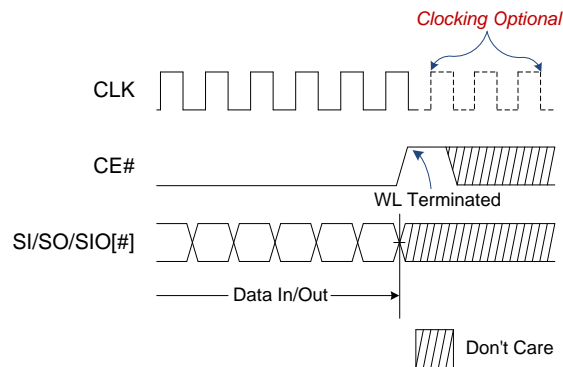 Clocking Optional
CLK
CE#
WL Terminated
SI/SO/SIO[#]
Data In/Out
Don't Care